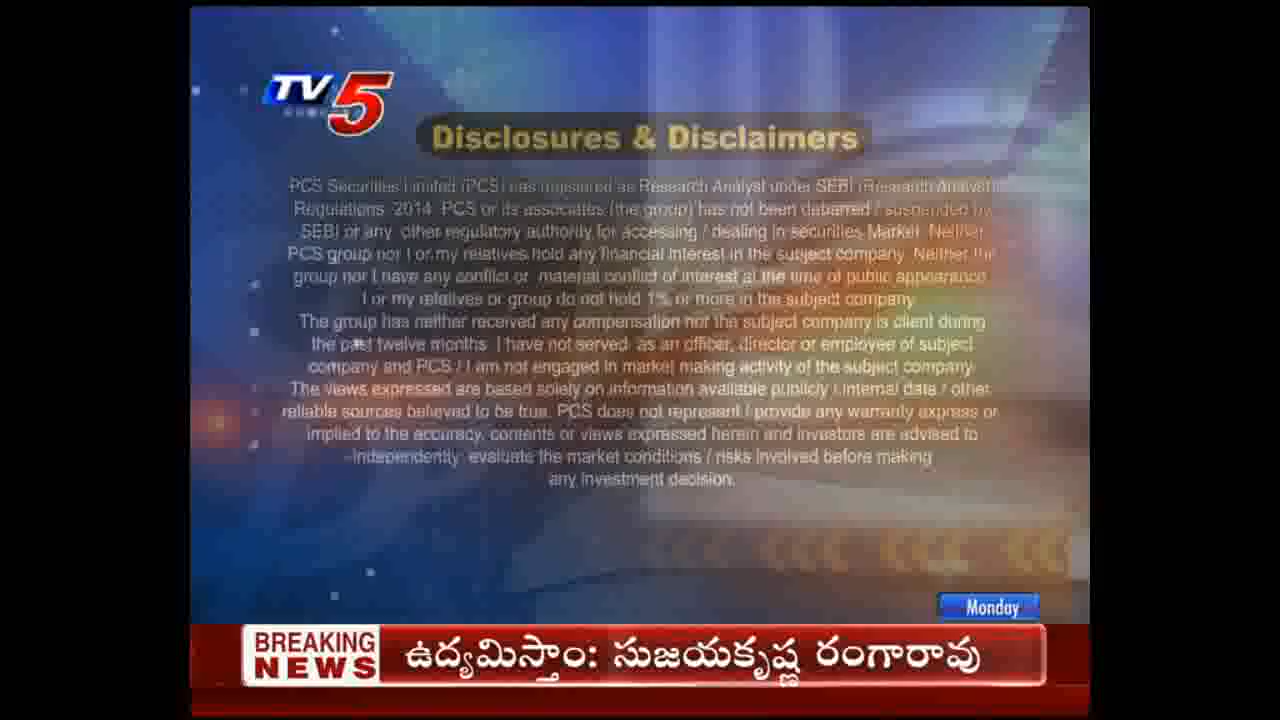 TV5
Disclosures & Disclaimers
PCS Securities Limited (PCS) has registered as Research Analyst under SEBI (Research Analyst)
Regulations 2014. PCS or its associates (the group) has not been debarred / suspended by
SEBI or any other regulatory authority for accessing / dealing in securities Market. Neither
PCS group nor I or my relatives hold any financial interest in the subject company. Neither the
group nor I have any conflict or material conflict of interest at the time of public appearance.
I or my relatives or group do not hold 1% or more in the subject company.
The group has neither received any compensation nor the subject company is client during
the past twelve months. I have not served as an officer, director or employee of subject
company and PCS / I am not engaged in market making activity of the subject company.
The views expressed are based solely on information available publicly / internal data / other
reliable sources believed to be true. PCS does not represent / provide any warranty express or
implied to the accuracy, contents or views expressed herein and investors are advised to
independently evaluate the market conditions / risks involved before making
any investment decision.
Monday
BREAKING
NEWS
ఉద్యమిస్తాం: సుజయకృష్ణ రంగారావు